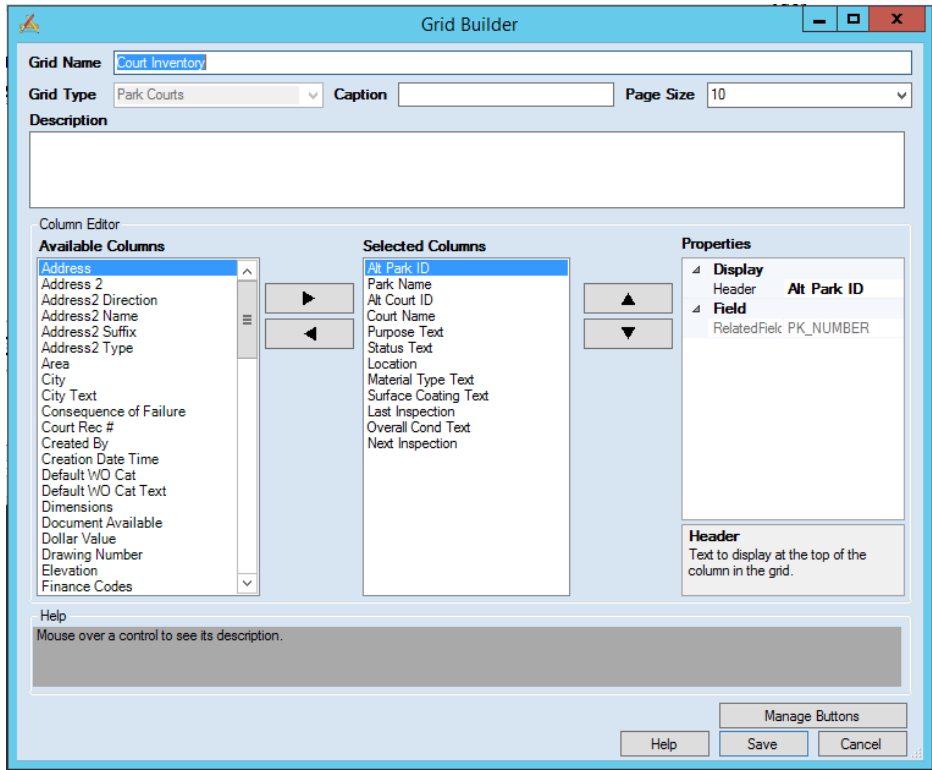 Grid Builder
Grid Name Court Inventory
Grid Type Park Courts Caption Page Size 10
Description
Column Editor
Available Columns
Address
Address 2
Address2 Direction
Address2 Name
Address2 Suffix
Address2 Type
Area
City
City Text
Consequence of Failure
Court Rec #
Created By
Creation Date Time
Default WO Cat
Default WO Cat Text
Dimensions
Document Available
Dollar Value
Drawing Number
Elevation
Finance Codes
Selected Columns
Alt Park ID
Park Name
Alt Court ID
Court Name
Purpose Text
Status Text
Location
Material Type Text
Surface Coating Text
Last Inspection
Overall Cond Text
Next Inspection
Properties
Display
Header Alt Park ID
Field
RelatedFielc PK_NUMBER
Header
Text to display at the top of the
column in the grid.
Help
Mouse over a control to see its description.
Manage Buttons
Help Save Cancel